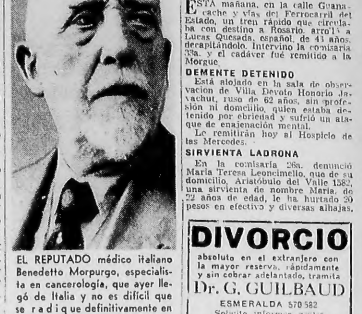 ESTA mañana, en la calle Guana-
cache y vías del Ferrocarril del
Estado, un tren rápido que circula-
ba con destino a Rosario, arrolló a
Lucas Quesada, español, de 41 años,
decapitándolo. Intervino la comisaría
33a. y el cadáver fué remitido a la
Morgue.
DEMENTE DETENIDO
Está alojado en la sala de obser-
vación de Villa Devoto Honorio Ja-
vachut, ruso de 62 años, sin pro-
fesión ni domicilio, quien estaba de-
tenido por ebriedad y sufrió un ata-
que de enajenación mental.
Le remitirán hoy al Hospicio de
las Mercedes.
SIRVIENTA LADRONA
En la comisaría 26a. denunció
María Teresa Leoncimello, que de su
domicilio, Aristóbulo del Valle 1582,
una sirvienta de nombre María, de
22 años de edad, le ha hurtado 20
pesos en efectivo y diversas alhajas.
EL REPUTADO médico italiano
Benedetto Morpurgo, especialis-
ta en cancerología, que ayer lle-
gó de Italia y no es difícil que
se radique definitivamente en
DIVORCIO
absoluto en el extranjero con
la mayor reserva, rápidamente
y sin cobrar adelantado, tramita
Dr. G. GUILBAUD
ESMERALDA 570/582